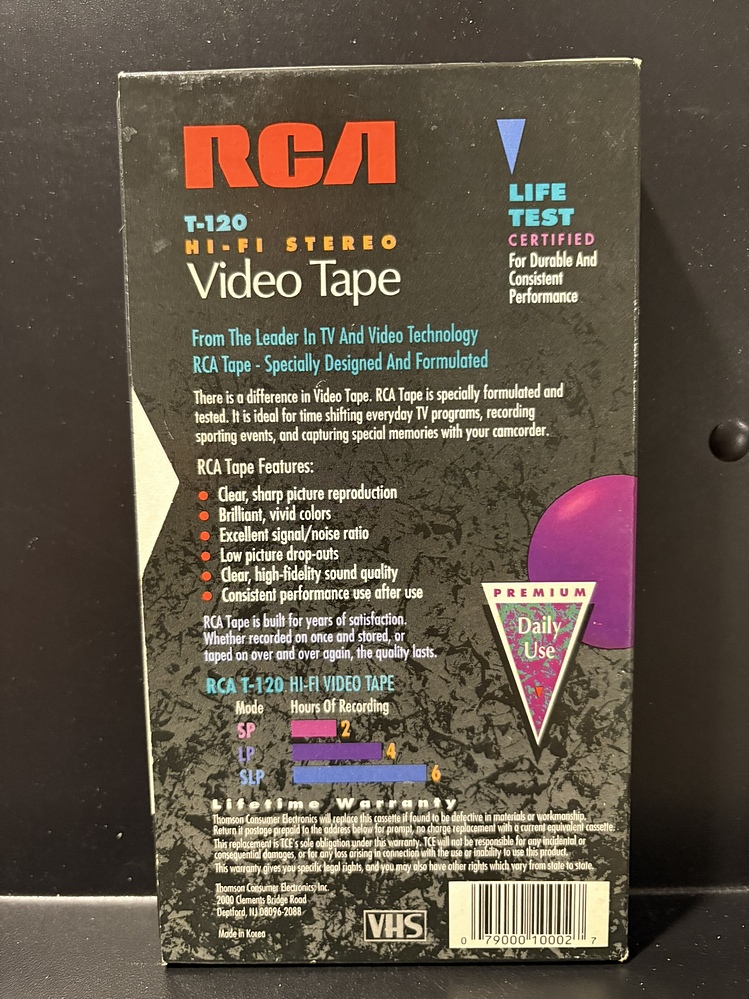 RCA
T-120
HI-FI STEREO
Video Tape
LIFE
TEST
CERTIFIED
For Durable And
Consistent
Performance
From The Leader In TV And Video Technology
RCA Tape - Specially Designed And Formulated
There is a difference in Video Tape. RCA Tape is specially formulated and
tested. It is ideal for time shifting everyday TV programs, recording
sporting events, and capturing special memories with your camcorder.
RCA Tape Features:
Clear, sharp picture reproduction
Brilliant, vivid colors
Excellent signal/noise ratio
Low picture drop-outs
Clear, high-fidelity sound quality
Consistent performance use after use
PREMIUM
Daily
Use
RCA Tape is built for years of satisfaction.
Whether recorded on once and stored, or
taped on over and over again, the quality lasts.
RCA T-120 HI-FI VIDEO TAPE
Mode Hours Of Recording
SP 2
LP 4
SLP 6
Lifetime Warranty
Thomson Consumer Electronics will replace this cassette if found to be defective in materials or workmanship.
Return it postage prepaid to the address below for prompt, no charge replacement with a current equivalent cassette.
This replacement is TCE's sole obligation under this warranty. TCE will not be responsible for any incidental or
consequential damages, or for any loss arising in connection with the use or inability to use this product.
This warranty gives you specific legal rights, and you may also have other rights which vary from state to state.
Thomson Consumer Electronics, Inc.
2000 Clements Bridge Road
Deptford, NJ 08096-2088
Made in Korea
VHS
0 79000 10002 7